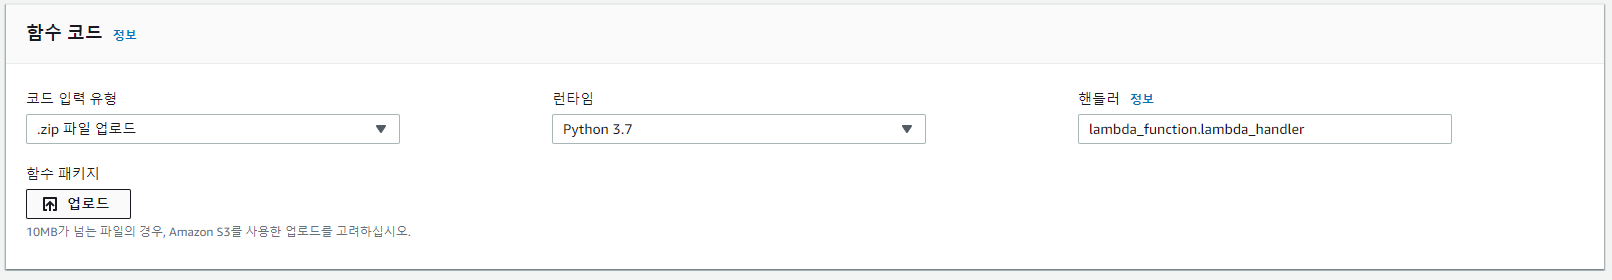 함수 코드 정보
코드 입력 유형
.zip 파일 업로드
런타임
Python 3.7
핸들러 정보
lambda_function.lambda_handler
함수 패키지
업로드
10MB가 넘는 파일의 경우, Amazon S3를 사용한 업로드를 고려하십시오.